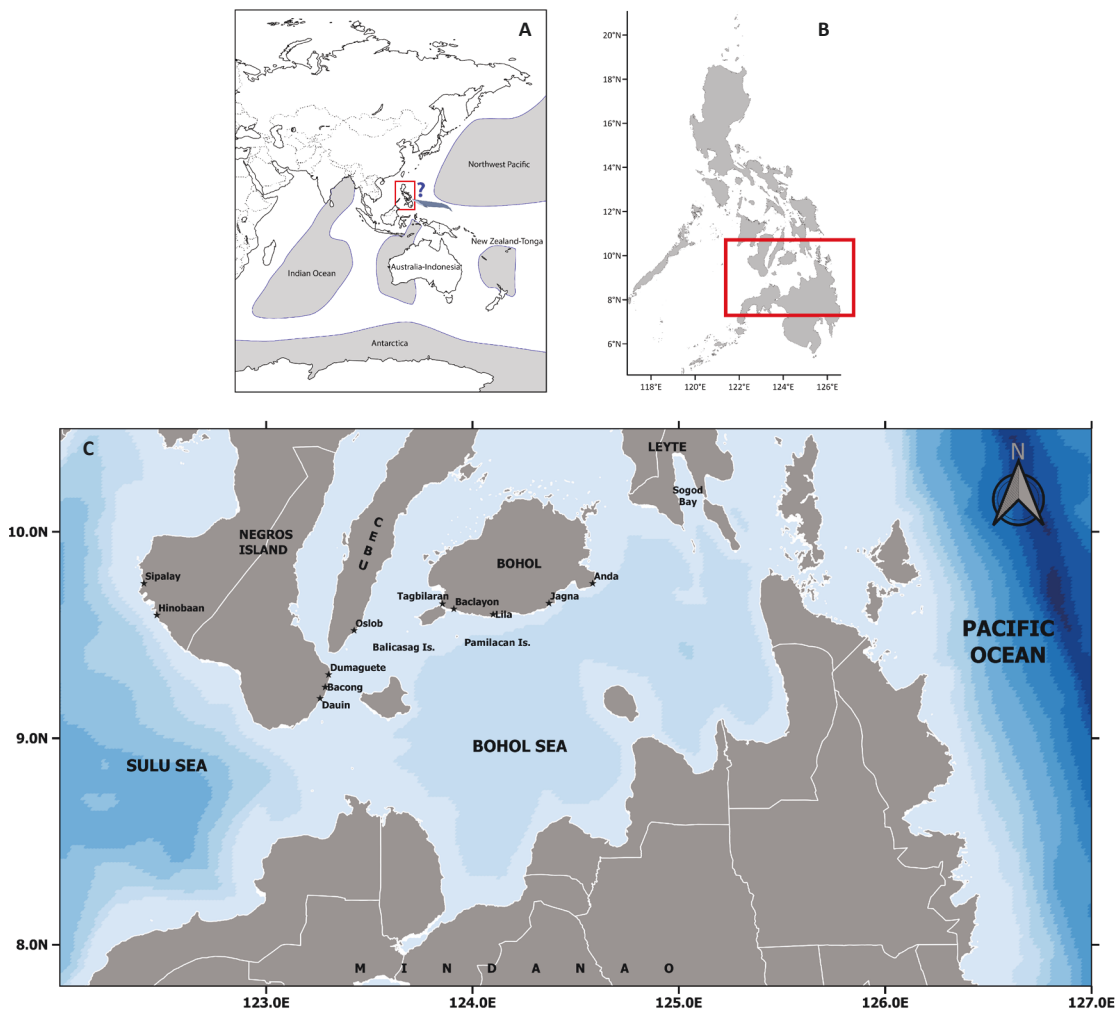 A
Northwest Pacific
?
New Zealand-Tonga
Australia-Indonesia
Indian Ocean
Antarctica
B
20°N
18°N
16°N
14°N
12°N
10°N
8°N
6°N
118°E
120°E
122°E
124°E
126°E
C
LEYTE
N
Sogod
Bay
10.0N
NEGROS
ISLAND
CEBU
BOHOL
Sipalay
Anda
Tagbilaran
Baclayon
Jagna
Hinobaan
Lila
Oslob
Balicasag Is.
Pamilacan Is.
PACIFIC
OCEAN
Dumaguete
Bacong
Dauin
9.0N
BOHOL SEA
SULU SEA
8.0N
MINDANAO
123.0E
124.0E
125.0E
126.0E
127.0E